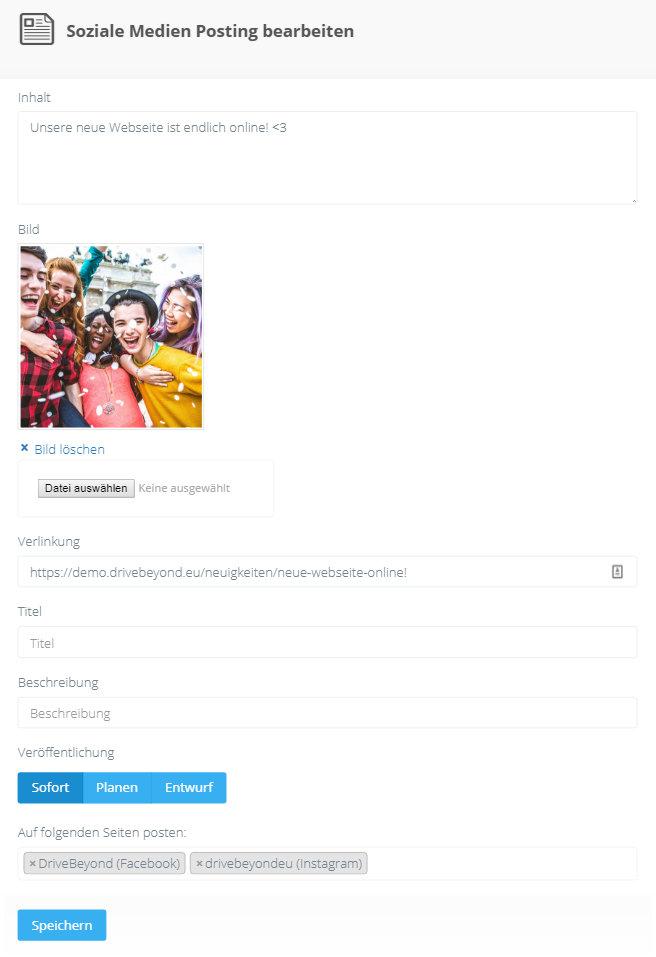 Soziale Medien Posting bearbeiten
Inhalt
Unsere neue Webseite ist endlich online! <3
Bild
× Bild löschen
Datei auswählen Keine ausgewählt
Verlinkung
https://demo.drivebeyond.eu/neuigkeiten/neue-webseite-online!
Titel
Titel
Beschreibung
Beschreibung
Veröffentlichung
Sofort Planen Entwurf
Auf folgenden Seiten posten:
×DriveBeyond (Facebook) ×drivebeyondeu (Instagram)
Speichern